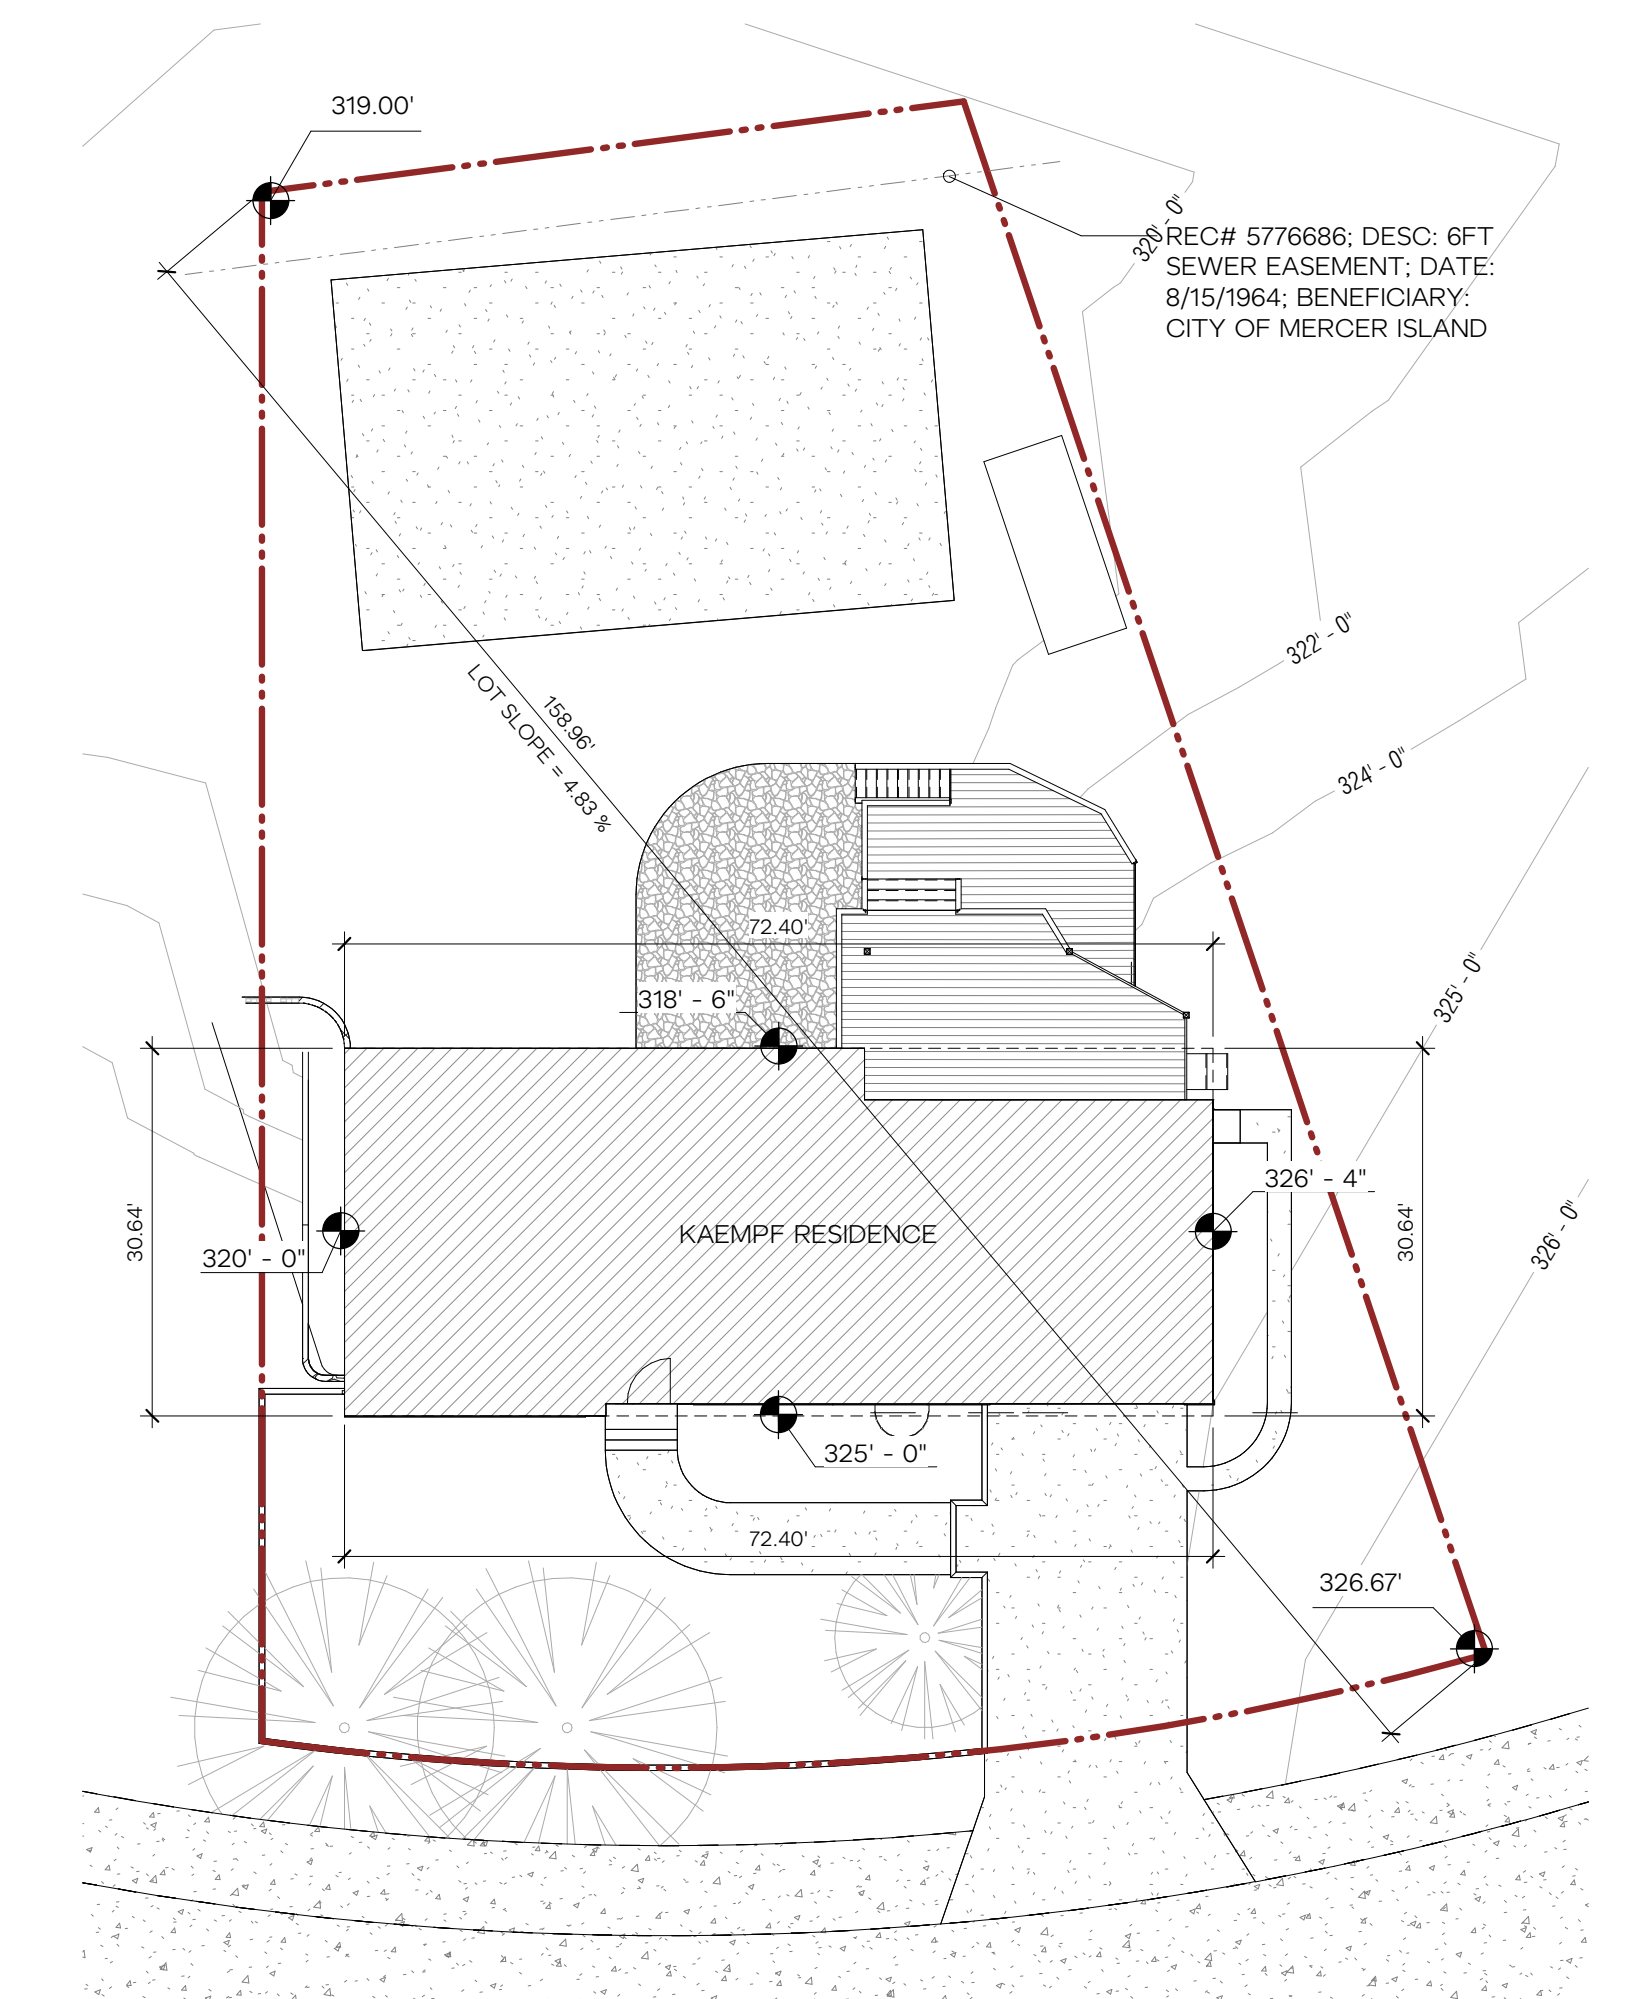 319.00'
320' - 0"
REC# 5776686; DESC: 6FT
SEWER EASEMENT; DATE:
8/15/1964; BENEFICIARY:
CITY OF MERCER ISLAND
322' - 0"
158.96'
LOT SLOPE = 4.83 %
324' - 0"
72.40'
325' - 0"
318' - 6"
326' - 4"
30.64'
30.64'
326' - 0"
KAEMPF RESIDENCE
320' - 0"
325' - 0"
72.40'
326.67'